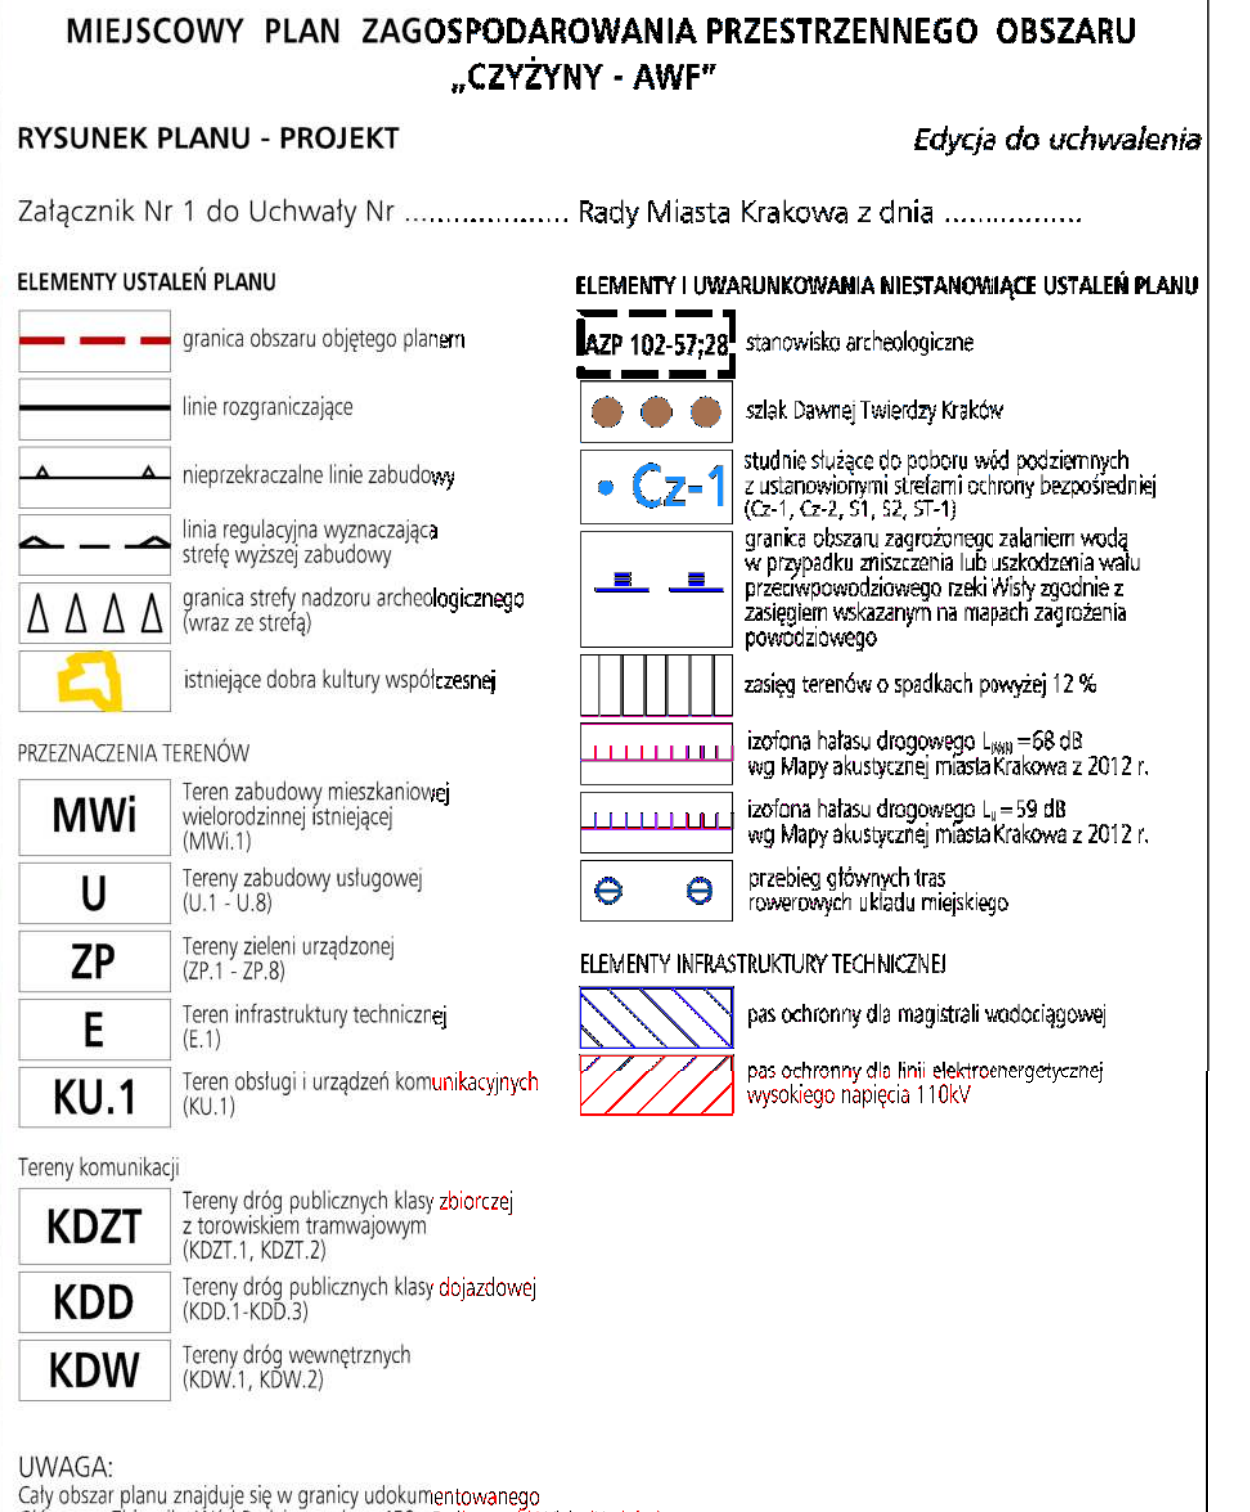 MIEJSCOWY PLAN ZAGOSPODAROWANIA PRZESTRZENNEGO OBSZARU
„CZYŻYNY - AWF"
RYSUNEK PLANU - PROJEKT
Edycja do uchwalenia
Załącznik Nr 1 do Uchwały Nr ..................... Rady Miasta Krakowa z dnia .................
ELEMENTY USTALEŃ PLANU
granica obszaru objętego planem
linie rozgraniczające
nieprzekraczalne linie zabudowy
linia regulacyjna wyznaczająca
strefę wyższej zabudowy
granica strefy nadzoru archeologicznego
(wraz ze strefą)
istniejące dobra kultury współczesnej
PRZEZNACZENIA TERENÓW
MWi
Teren zabudowy mieszkaniowej
wielorodzinnej istniejącej
(MWi.1)
U
Tereny zabudowy usługowej
(U.1 - U.8)
ZP
Tereny zieleni urządzonej
(ZP.1 - ZP.8)
E
Teren infrastruktury technicznej
(E.1)
KU.1
Teren obsługi i urządzeń komunikacyjnych
(KU.1)
Tereny komunikacji
KDZT
Tereny dróg publicznych klasy zbiorczej
z torowiskiem tramwajowym
(KDZT.1, KDZT.2)
KDD
Tereny dróg publicznych klasy dojazdowej
(KDD.1-KDD.3)
KDW
Tereny dróg wewnętrznych
(KDW.1, KDW.2)
ELEMENTY I UWARUNKOWANIA NIESTANOWIĄCE USTALEŃ PLANU
AZP 102-57;28
stanowisko archeologiczne
szlak Dawnej Twierdzy Kraków
Cz-1
studnie służące do poboru wód podziemnych
z ustanowionymi strefami ochrony bezpośredniej
(Cz-1, Cz-2, S1, S2, ST-1)
granica obszaru zagrożonego zalaniem wodą
w przypadku zniszczenia lub uszkodzenia wału
przeciwpowodziowego rzeki Wisły zgodnie z
zasięgiem wskazanym na mapach zagrożenia
powodziowego
zasięg terenów o spadkach powyżej 12 %
izofona hałasu drogowego L =68 dB
wg Mapy akustycznej miasta Krakowa z 2012 r.
izofona hałasu drogowego L =59 dB
wg Mapy akustycznej miasta Krakowa z 2012 r.
przebieg głównych tras
rowerowych układu miejskiego
ELEMENTY INFRASTRUKTURY TECHNICZNEJ
pas ochronny dla magistrali wodociągowej
pas ochronny dla linii elektroenergetycznej
wysokiego napięcia 110kV
UWAGA:
Cały obszar planu znajduje się w granicy udokumentowanego